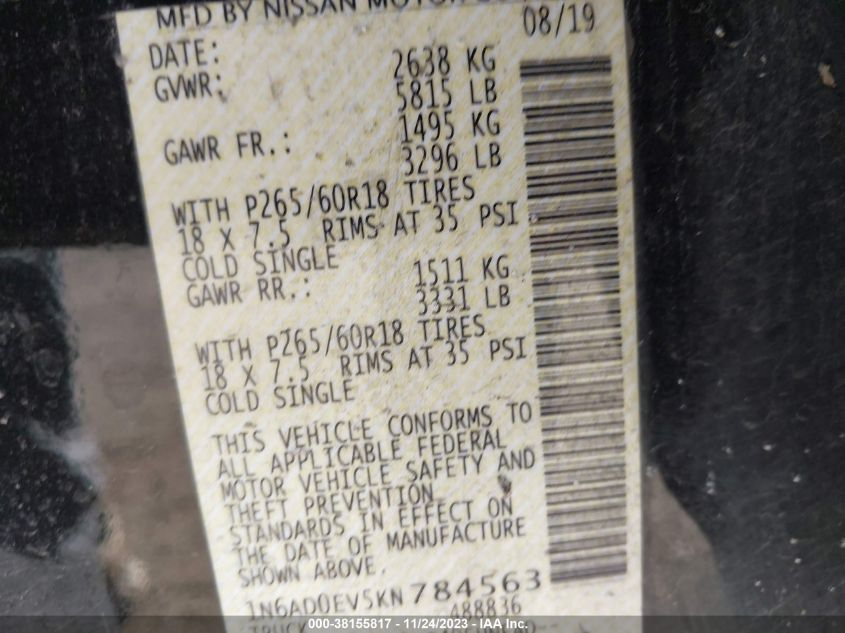 MFD BY NISSAN MOTOR
DATE: 08/19
GVWR: 2638 KG
5815 LB
GAWR FR.: 1495 KG
3296 LB
WITH P265/60R18 TIRES
18 X 7.5 RIMS AT 35 PSI
COLD SINGLE
GAWR RR.: 1511 KG
3331 LB
WITH P265/60R18 TIRES
18 X 7.5 RIMS AT 35 PSI
COLD SINGLE
THIS VEHICLE CONFORMS TO
ALL APPLICABLE FEDERAL
MOTOR VEHICLE SAFETY AND
THEFT PREVENTION
STANDARDS IN EFFECT ON
THE DATE OF MANUFACTURE
SHOWN ABOVE.
1N6AD0EV5KN784563
488836
TRUCK
000-38155817 - 11/24/2023 - IAA Inc.